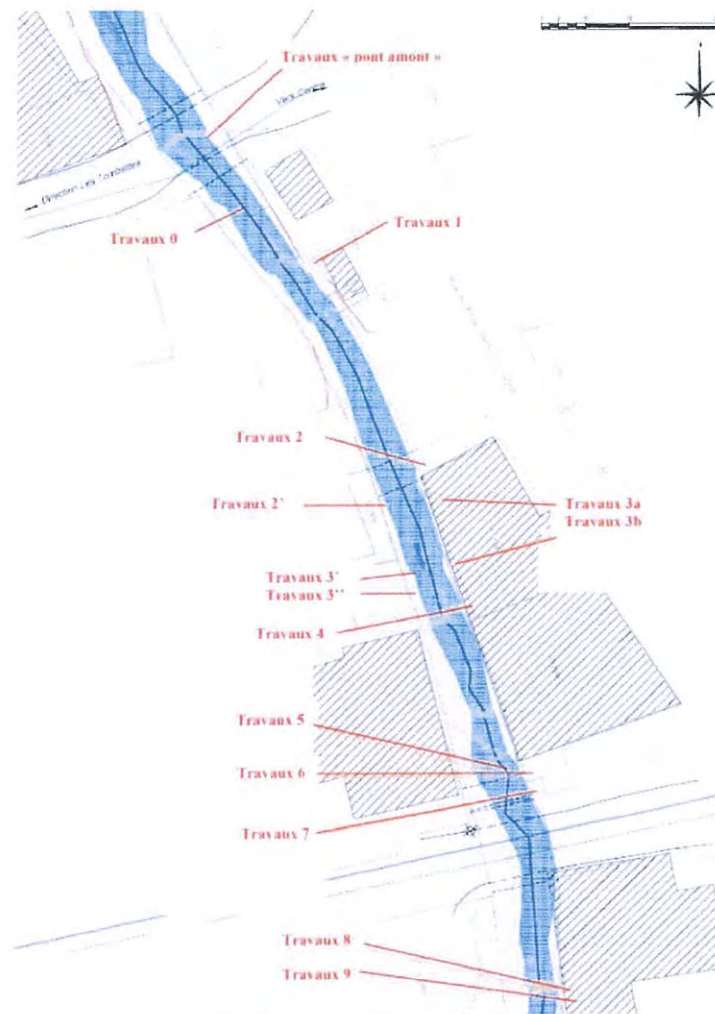 Travaux « pont amont »
Vers Centre
Direction Les Tourbettes
Travaux 0
Travaux 1
Travaux 2
Travaux 2'
Travaux 3a
Travaux 3b
Travaux 3'
Travaux 3''
Travaux 4
Travaux 5
Travaux 6
Travaux 7
Travaux 8
Travaux 9